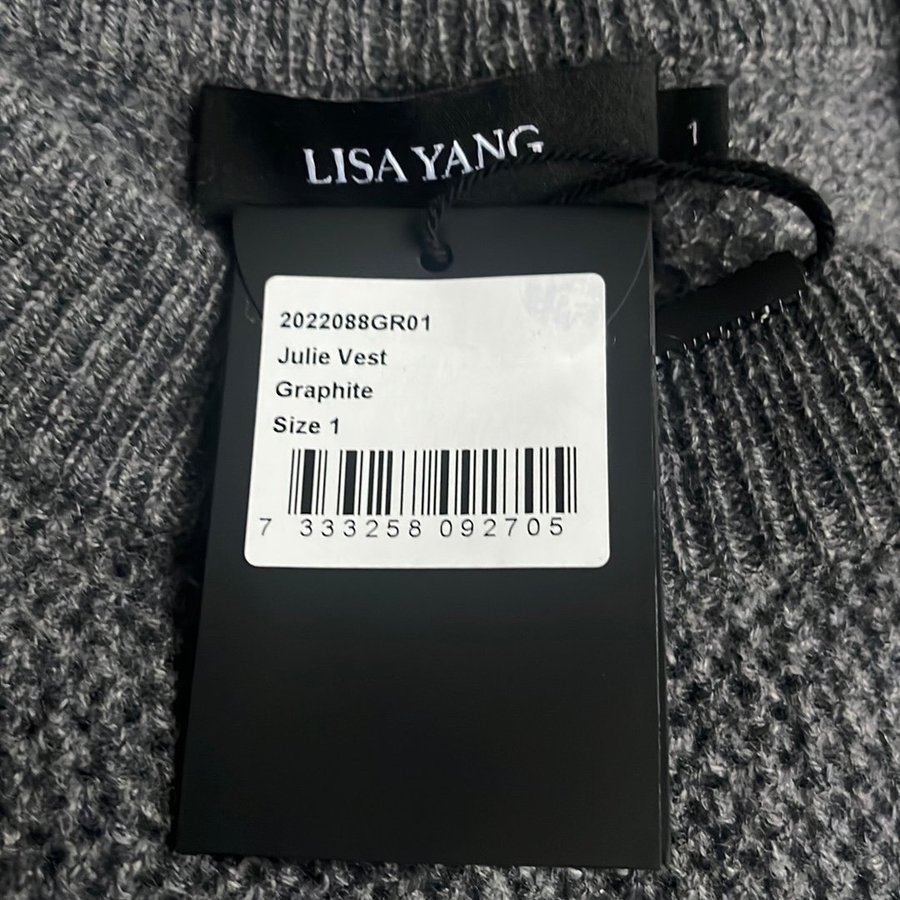 LISA YANG
1
2022088GR01
Julie Vest
Graphite
Size 1
7 333258 092705